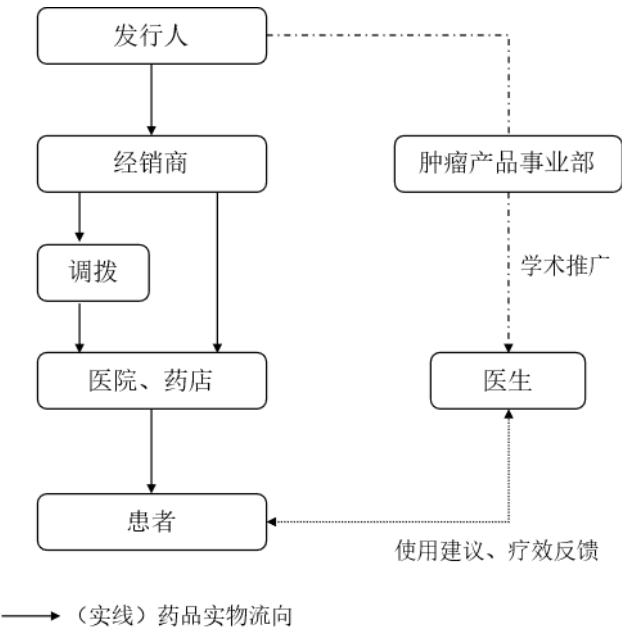 发行人
经销商
肿瘤产品事业部
调拨
学术推广
医院、药店
医生
患者
使用建议、疗效反馈
（实线）药品实物流向